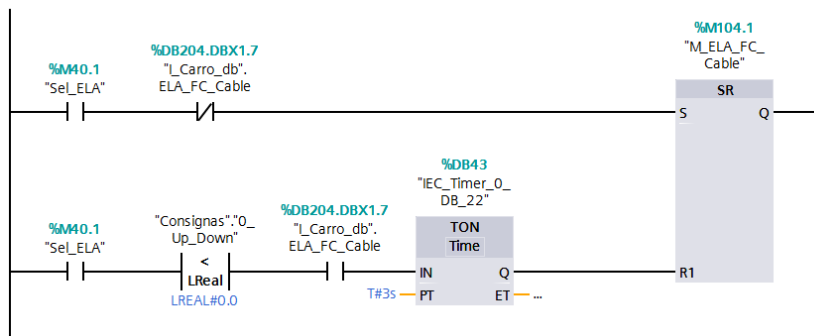 %M104.1
"M_ELA_FC_
Cable"
%DB204.DBX1.7
%M40.1
"I_Carro_db".
"Sel_ELA"
ELA_FC_Cable
SR
S
Q
%DB43
"IEC_Timer_0_
DB_22"
%M40.1
"Consignas"."0_
%DB204.DBX1.7
"Sel_ELA"
Up_Down"
"I_Carro_db".
ELA_FC_Cable
TON
Time
<
LReal
LREAL#0.0
IN
Q
R1
T#3s
PT
ET
...